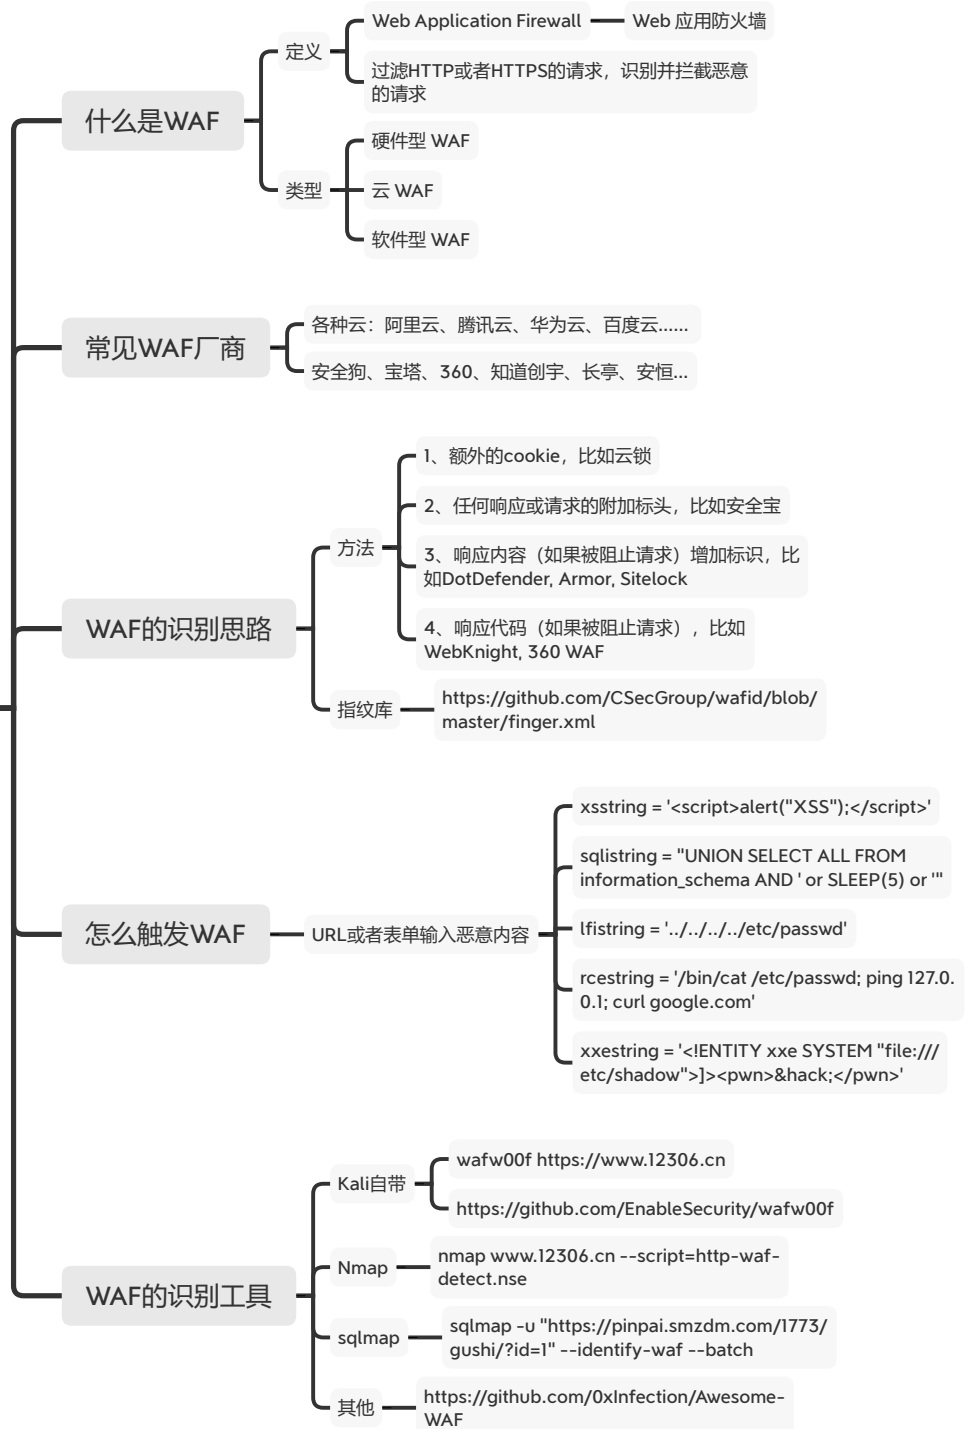 什么是WAF
定义
Web Application Firewall
Web 应用防火墙
过滤HTTP或者HTTPS的请求，识别并拦截恶意
的请求
类型
硬件型 WAF
云 WAF
软件型 WAF
常见WAF厂商
各种云：阿里云、腾讯云、华为云、百度云......
安全狗、宝塔、360、知道创宇、长亭、安恒...
WAF的识别思路
方法
1、额外的cookie，比如云锁
2、任何响应或请求的附加标头，比如安全宝
3、响应内容（如果被阻止请求）增加标识，比
如DotDefender, Armor, Sitelock
4、响应代码（如果被阻止请求），比如
WebKnight, 360 WAF
指纹库
https://github.com/CSecGroup/wafid/blob/
master/finger.xml
怎么触发WAF
URL或者表单输入恶意内容
xsstring = '<script>alert("XSS");</script>'
sqlistring = "UNION SELECT ALL FROM
information_schema AND ' or SLEEP(5) or '"
lfistring = '../../../../etc/passwd'
rcestring = '/bin/cat /etc/passwd; ping 127.0.
0.1; curl google.com'
xxestring = '<!ENTITY xxe SYSTEM "file:///
etc/shadow">]><pwn>&hack;</pwn>'
WAF的识别工具
Kali自带
wafw00f https://www.12306.cn
https://github.com/EnableSecurity/wafw00f
Nmap
nmap www.12306.cn --script=http-waf-
detect.nse
sqlmap
sqlmap -u "https://pinpai.smzdm.com/1773/
gushi/?id=1" --identify-waf --batch
其他
https://github.com/0xInfection/Awesome-
WAF